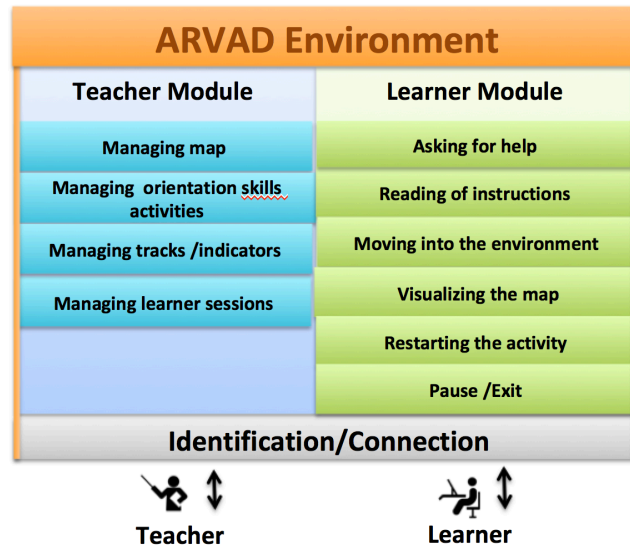 ARVAD Environment
Teacher Module
Managing map
Managing orientation skills
activities
Managing tracks /indicators
Managing learner sessions
Learner Module
Asking for help
Reading of instructions
Moving into the environment
Visualizing the map
Restarting the activity
Pause /Exit
Identification/Connection
Teacher
Learner